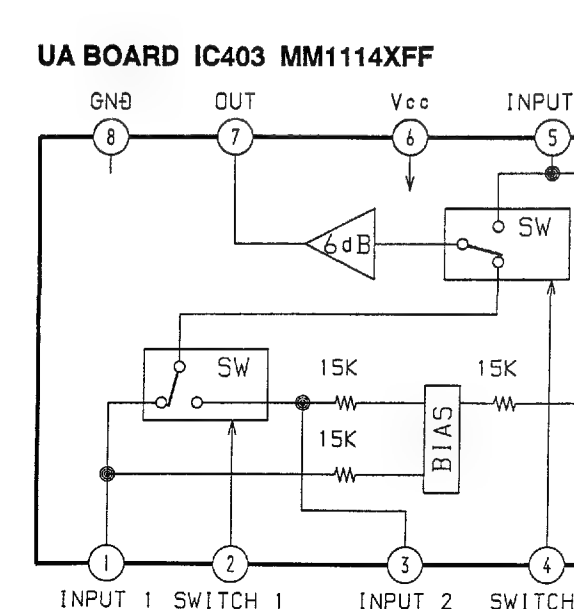 UA BOARD IC403 MM1114XFF
GND OUT Vcc INPUT
8 7 6 5
6dB SW
SW 15K 15K
15K
BIAS
1 2 3 4
INPUT 1 SWITCH 1 INPUT 2 SWITCH